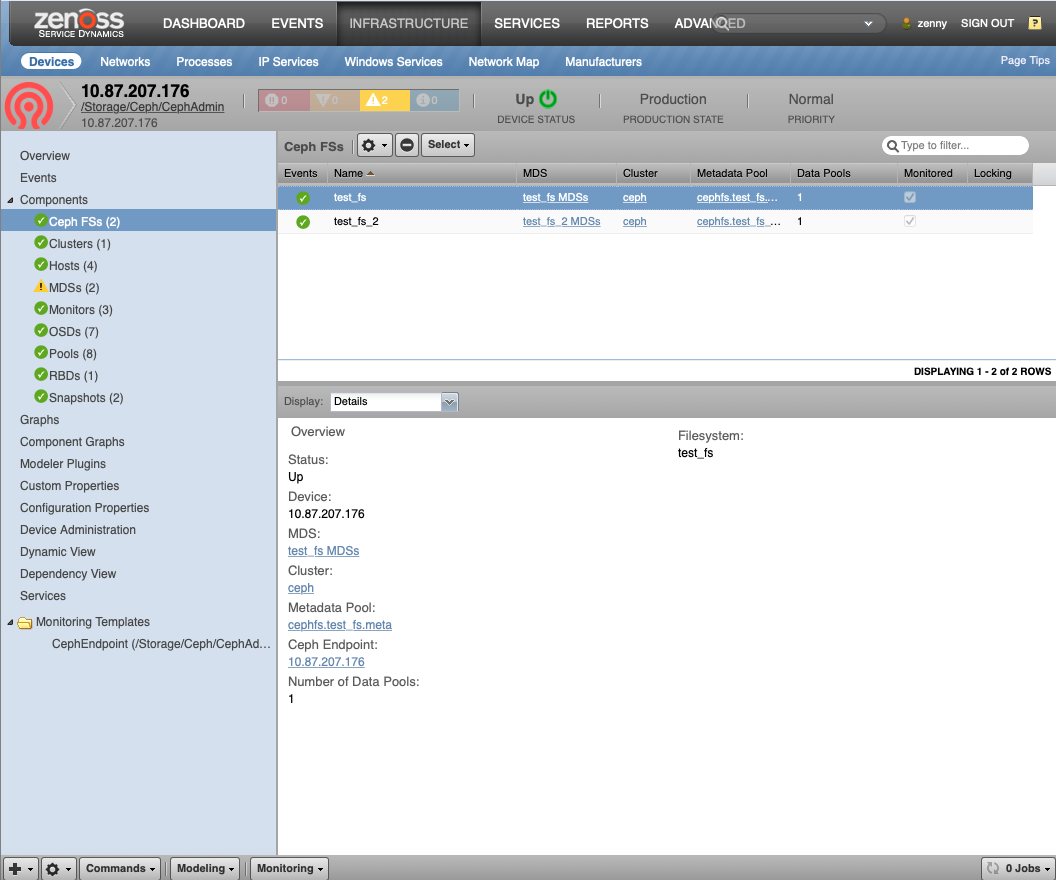 zenoss
SERVICE DYNAMICS
DASHBOARD EVENTS INFRASTRUCTURE SERVICES REPORTS ADVANCED zenny SIGN OUT ?
Devices Networks Processes IP Services Windows Services Network Map Manufacturers Page Tips
10.87.207.176
/Storage/Ceph/CephAdmin
10.87.207.176
0 0 2 0
Up
DEVICE STATUS
Production
PRODUCTION STATE
Normal
PRIORITY
Overview
Events
Components
Ceph FSs (2)
Clusters (1)
Hosts (4)
MDSs (2)
Monitors (3)
OSDs (7)
Pools (8)
RBDs (1)
Snapshots (2)
Graphs
Component Graphs
Modeler Plugins
Custom Properties
Configuration Properties
Device Administration
Dynamic View
Dependency View
Services
Monitoring Templates
CephEndpoint (/Storage/Ceph/CephAd...
Ceph FSs Select Type to filter...
Events Name MDS Cluster Metadata Pool Data Pools Monitored Locking
test_fs test_fs MDSs ceph cephfs.test_fs.... 1
test_fs_2 test_fs_2 MDSs ceph cephfs.test_fs_... 1
DISPLAYING 1 - 2 of 2 ROWS
Display: Details
Overview
Status:
Up
Device:
10.87.207.176
MDS:
test_fs MDSs
Cluster:
ceph
Metadata Pool:
cephfs.test_fs.meta
Ceph Endpoint:
10.87.207.176
Number of Data Pools:
1
Filesystem:
test_fs
Commands Modeling Monitoring 0 Jobs